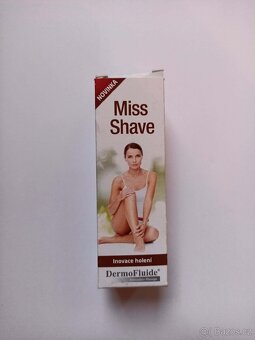 NOVINKA
Miss
Shave
Inovace holení
DermoFluide®